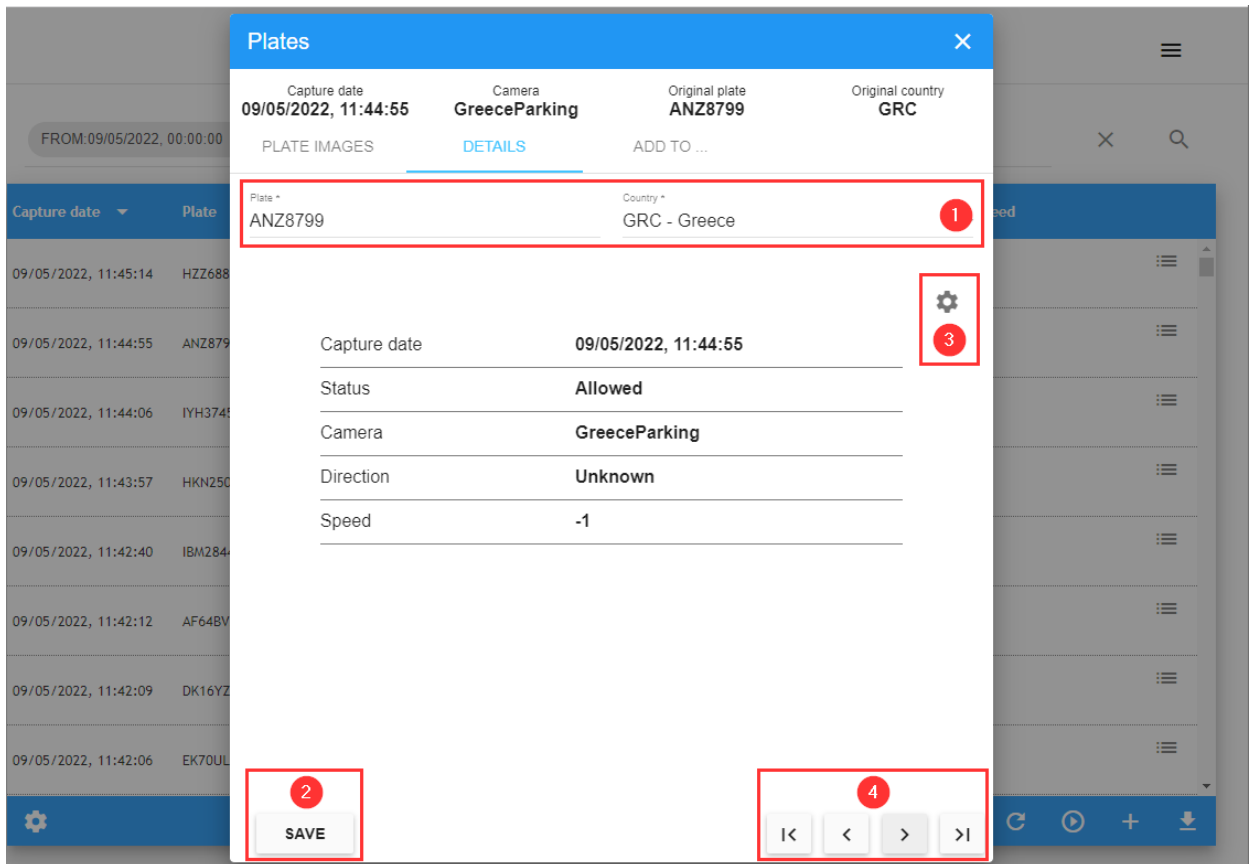 Plates
Capture date Camera Original plate Original country
09/05/2022, 11:44:55 GreeceParking ANZ8799 GRC
FROM:09/05/2022, 00:00:00
PLATE IMAGES DETAILS ADD TO ...
Plate * Country *
ANZ8799 GRC - Greece 1
Capture date Plate eed
09/05/2022, 11:45:14 HZZ688
3
09/05/2022, 11:44:55 ANZ879
Capture date 09/05/2022, 11:44:55
Status Allowed
09/05/2022, 11:44:06 IYH3745
Camera GreeceParking
Direction Unknown
09/05/2022, 11:43:57 HKN250
Speed -1
09/05/2022, 11:42:40 IBM284
09/05/2022, 11:42:12 AF64BV
09/05/2022, 11:42:09 DK16YZ
09/05/2022, 11:42:06 EK70UL
2 4
SAVE